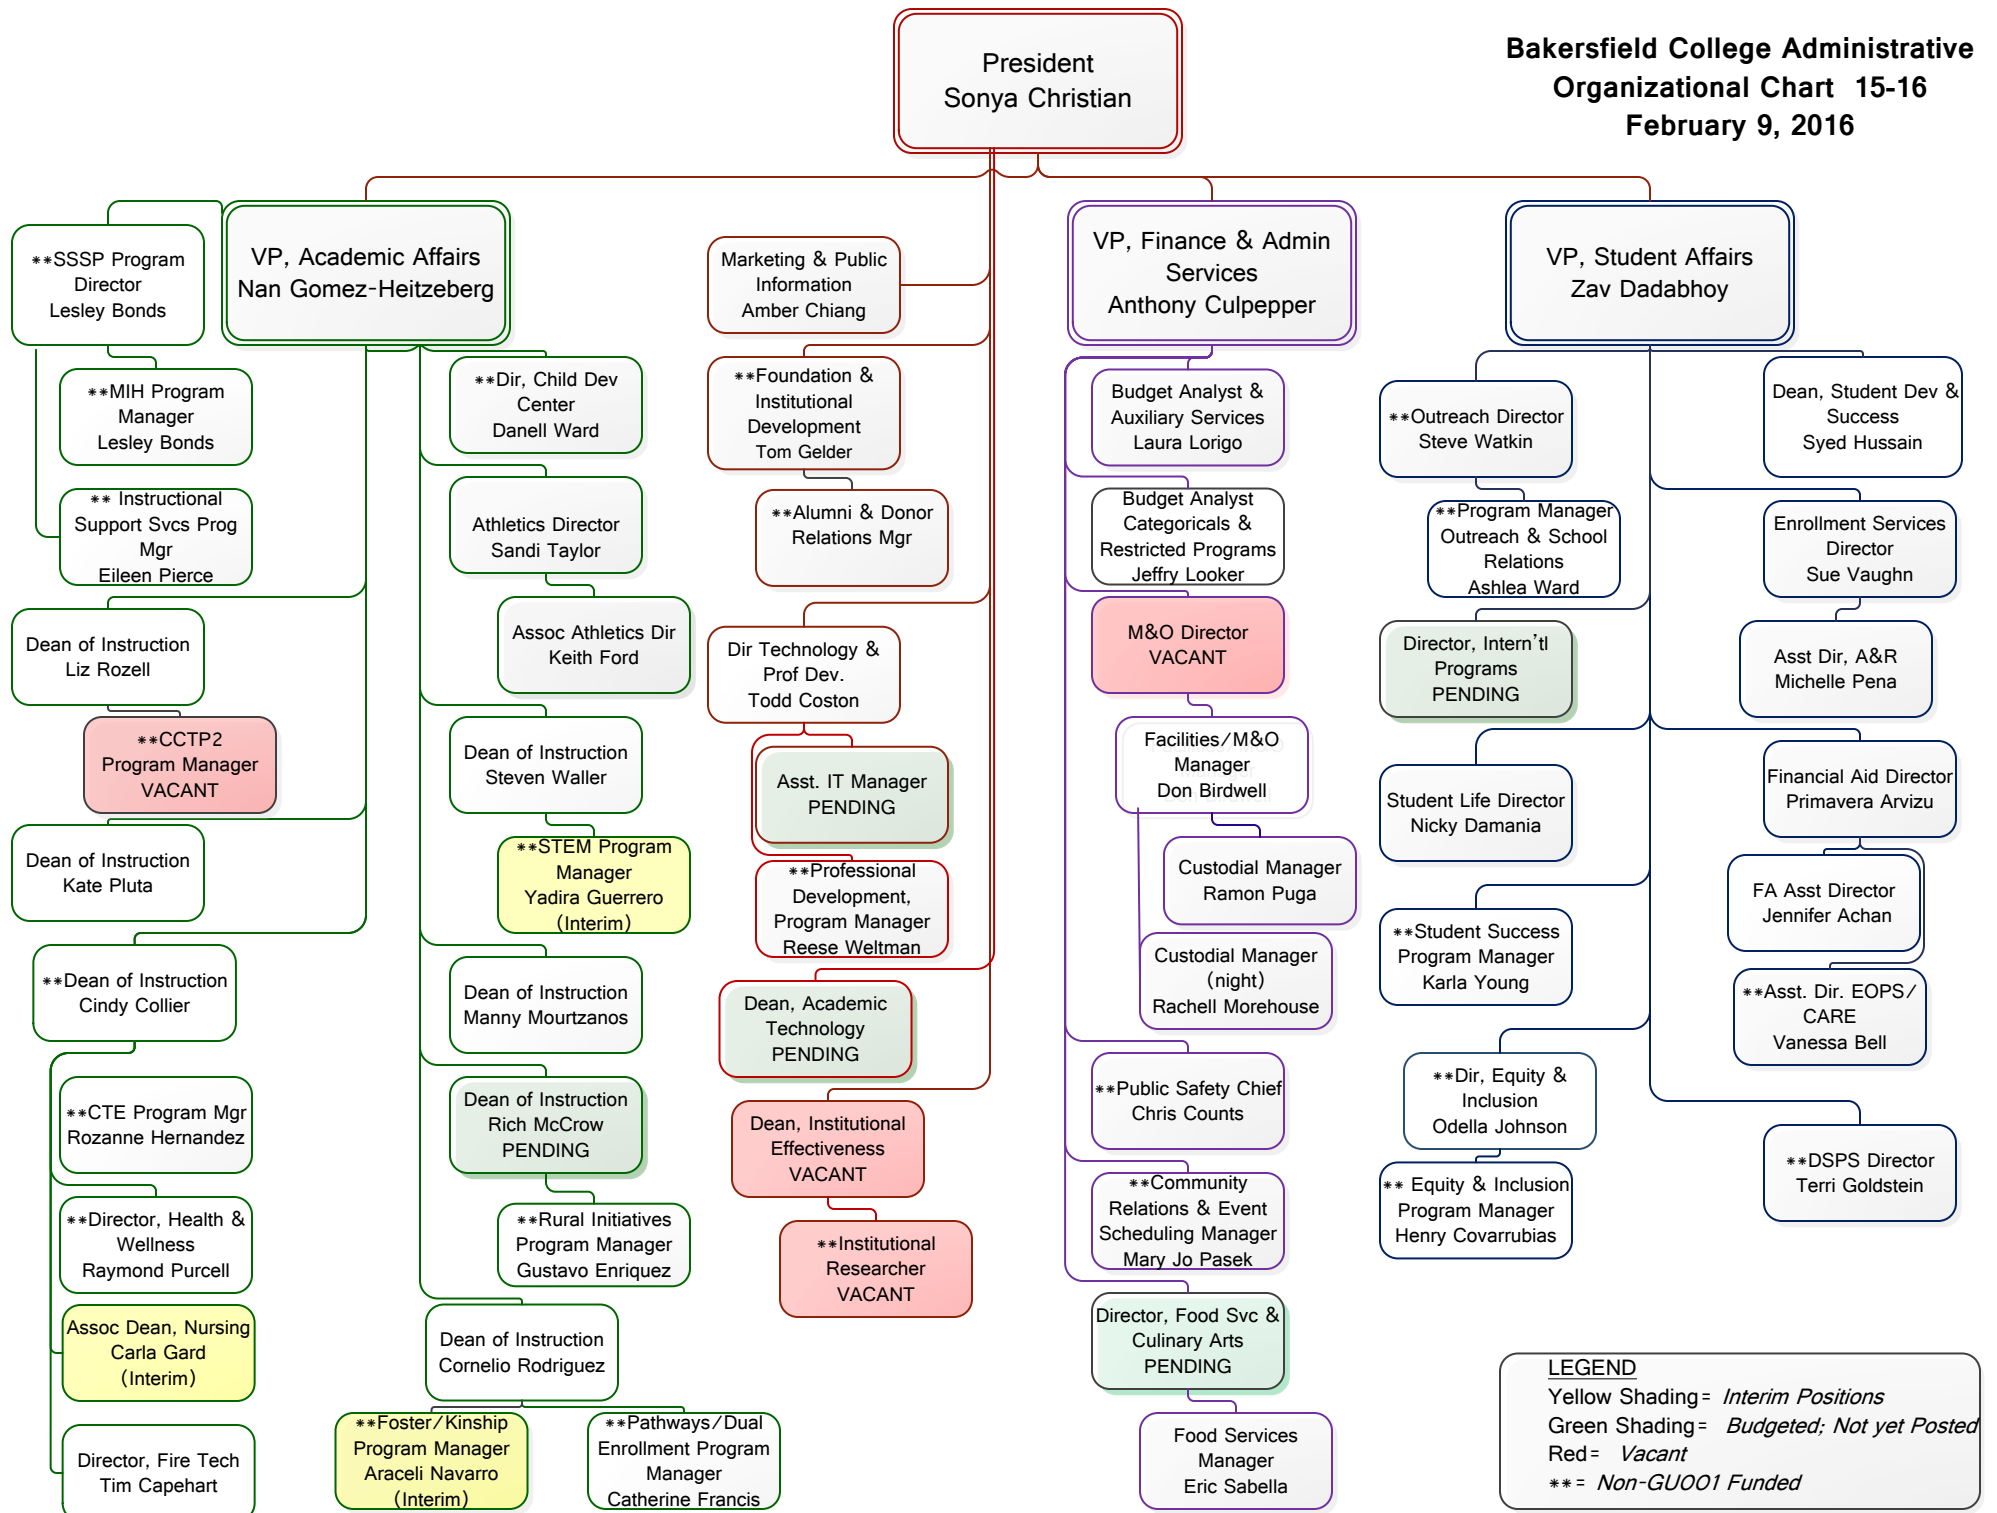 President
Sonya Christian
Bakersfield College Administrative
Organizational Chart 15-16
February 9, 2016
**SSSP Program
Director
Lesley Bonds
VP, Academic Affairs
Nan Gomez-Heitzeberg
Marketing & Public
Information
Amber Chiang
VP, Finance & Admin
Services
Anthony Culpepper
VP, Student Affairs
Zav Dadabhoy
**MIH Program
Manager
Lesley Bonds
** Instructional
Support Svcs Prog
Mgr
Eileen Pierce
Dean of Instruction
Liz Rozell
**CCTP2
Program Manager
VACANT
Dean of Instruction
Kate Pluta
**Dean of Instruction
Cindy Collier
**CTE Program Mgr
Rozanne Hernandez
**Director, Health &
Wellness
Raymond Purcell
Assoc Dean, Nursing
Carla Gard
(Interim)
Director, Fire Tech
Tim Capehart
**Dir, Child Dev
Center
Danell Ward
Athletics Director
Sandi Taylor
Assoc Athletics Dir
Keith Ford
Dean of Instruction
Steven Waller
**STEM Program
Manager
Yadira Guerrero
(Interim)
Dean of Instruction
Manny Mourtzanos
Dean of Instruction
Rich McCrow
PENDING
**Rural Initiatives
Program Manager
Gustavo Enriquez
Dean of Instruction
Cornelio Rodriguez
**Foster/Kinship
Program Manager
Araceli Navarro
(Interim)
**Pathways/Dual
Enrollment Program
Manager
Catherine Francis
**Foundation &
Institutional
Development
Tom Gelder
**Alumni & Donor
Relations Mgr
Dir Technology &
Prof Dev.
Todd Coston
Asst. IT Manager
PENDING
**Professional
Development,
Program Manager
Reese Weltman
Dean, Academic
Technology
PENDING
Dean, Institutional
Effectiveness
VACANT
**Institutional
Researcher
VACANT
Budget Analyst &
Auxiliary Services
Laura Lorigo
Budget Analyst
Categoricals &
Restricted Programs
Jeffry Looker
M&O Director
VACANT
Facilities/M&O
Manager
Don Birdwell
Custodial Manager
Ramon Puga
Custodial Manager
(night)
Rachell Morehouse
**Public Safety Chief
Chris Counts
**Community
Relations & Event
Scheduling Manager
Mary Jo Pasek
Director, Food Svc &
Culinary Arts
PENDING
Food Services
Manager
Eric Sabella
**Outreach Director
Steve Watkin
**Program Manager
Outreach & School
Relations
Ashlea Ward
Director, Intern'tl
Programs
PENDING
Student Life Director
Nicky Damania
**Student Success
Program Manager
Karla Young
**Dir, Equity &
Inclusion
Odella Johnson
** Equity & Inclusion
Program Manager
Henry Covarrubias
Dean, Student Dev &
Success
Syed Hussain
Enrollment Services
Director
Sue Vaughn
Asst Dir, A&R
Michelle Pena
Financial Aid Director
Primavera Arvizu
FA Asst Director
Jennifer Achan
**Asst. Dir. EOPS/
CARE
Vanessa Bell
**DSPS Director
Terri Goldstein
LEGEND
Yellow Shading= Interim Positions
Green Shading= Budgeted; Not yet Posted
Red= Vacant
**= Non-GU001 Funded